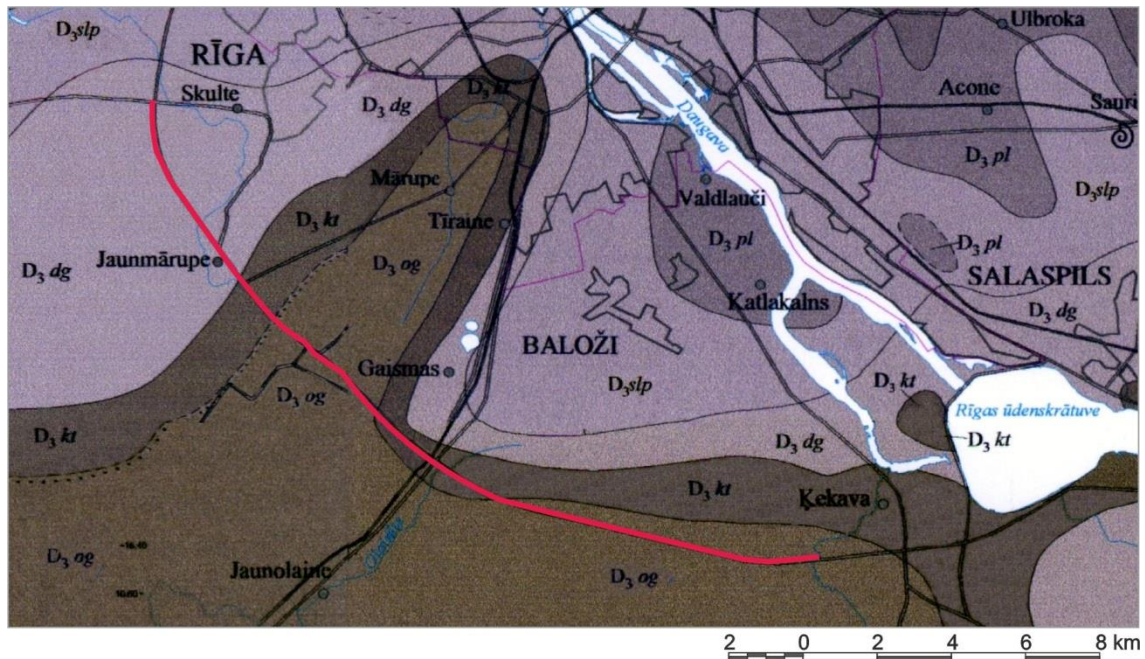 Ulbroka
D₃slp
RĪGA
Skulte
D₃ kt
D₃ dg
Daugava
Acone
Sauri
D₃ pl
D₃slp
Mārupe
Valdlauči
D₃ kt
Tīraine
D₃ pl
D₃ pl
Jaunmārupe
D₃ dg
D₃ og
SALASPILS
Katlakalns
D₃ dg
BALOŽI
Gaismas
D₃slp
D₃ kt
D₃ og
Rīgas ūdenskrātuve
D₃ kt
D₃ dg
D₃ kt
D₃ kt
Ķekava
D₃ og
Jaunolaine
D₃ og
2 0 2 4 6 8 km